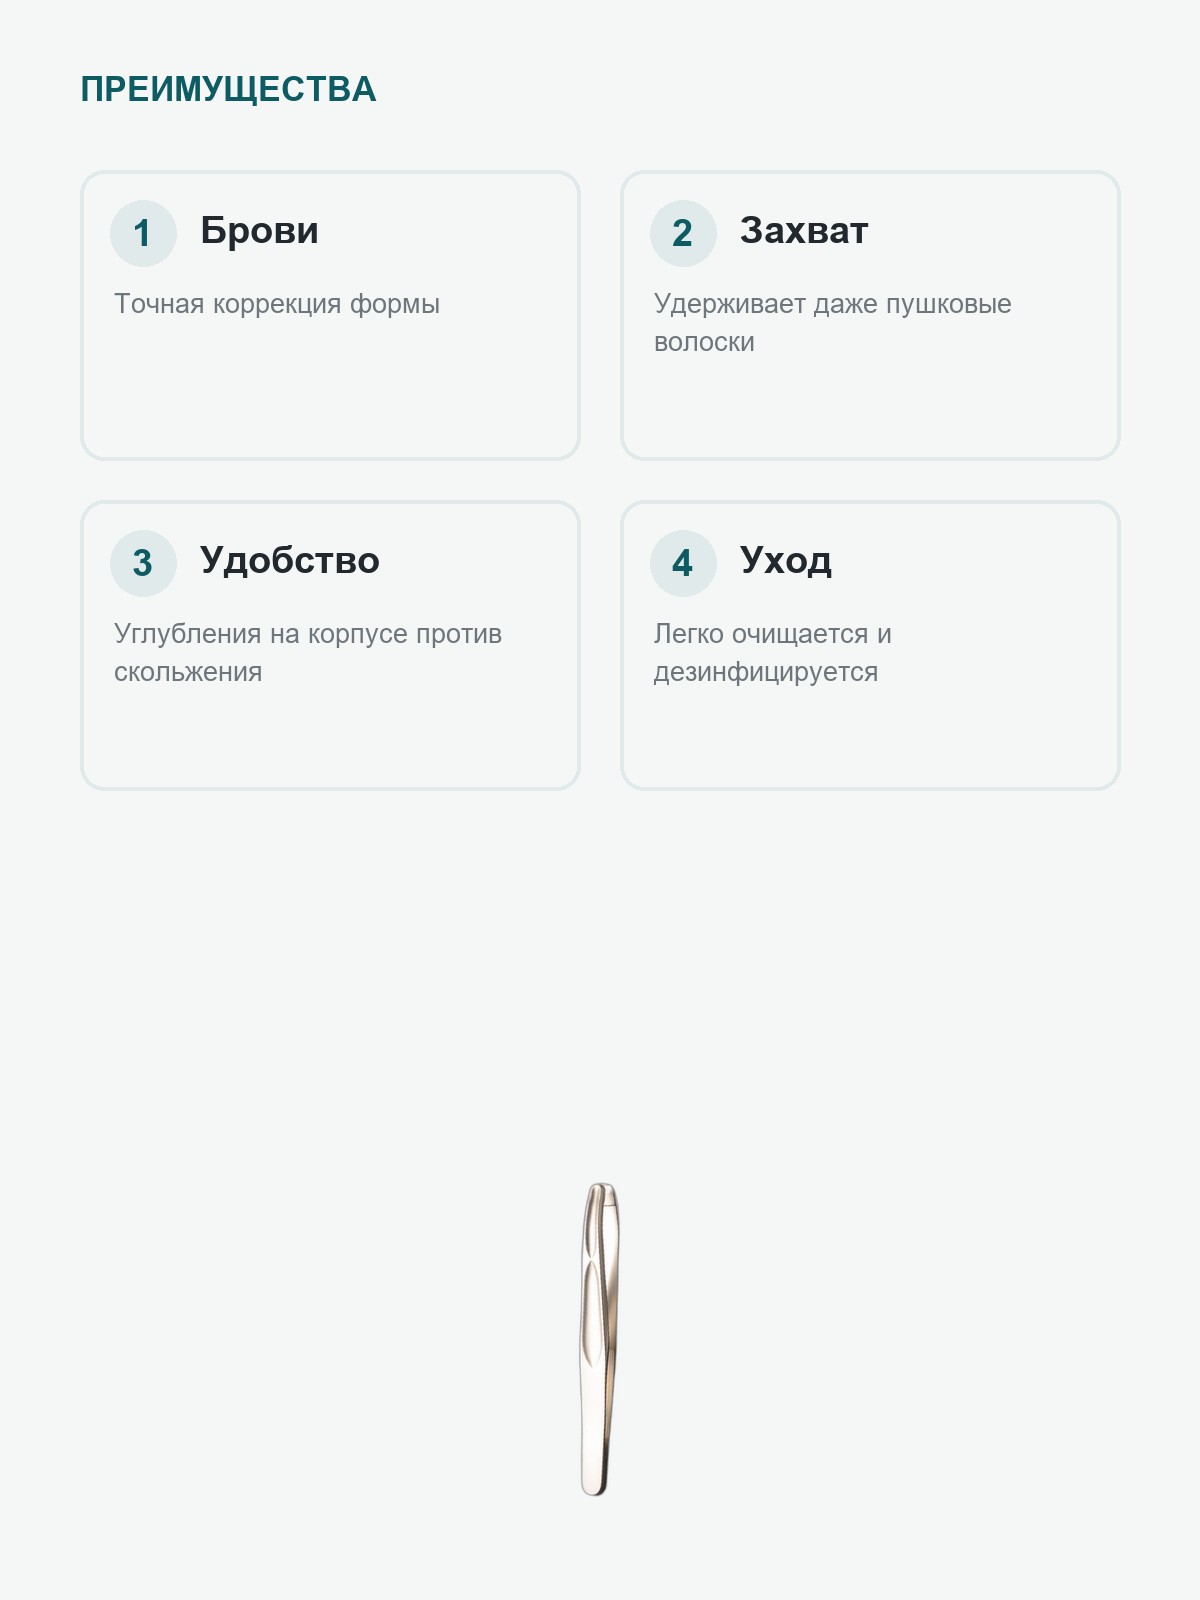 ПРЕИМУЩЕСТВА
1 Брови
Точная коррекция формы
2 Захват
Удерживает даже пушковые
волоски
3 Удобство
Углубления на корпусе против
скольжения
4 Уход
Легко очищается и
дезинфицируется